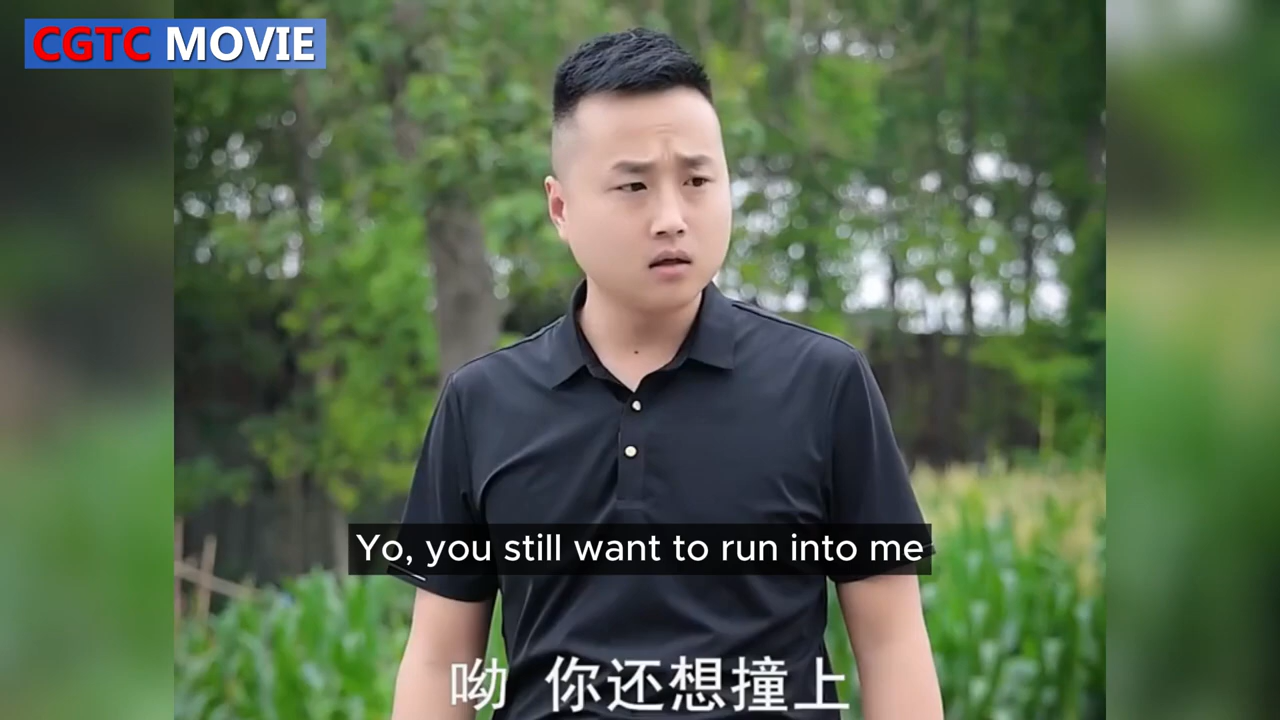 CGTC MOVIE
Yo, you still want to run into me
呦 你还想撞上